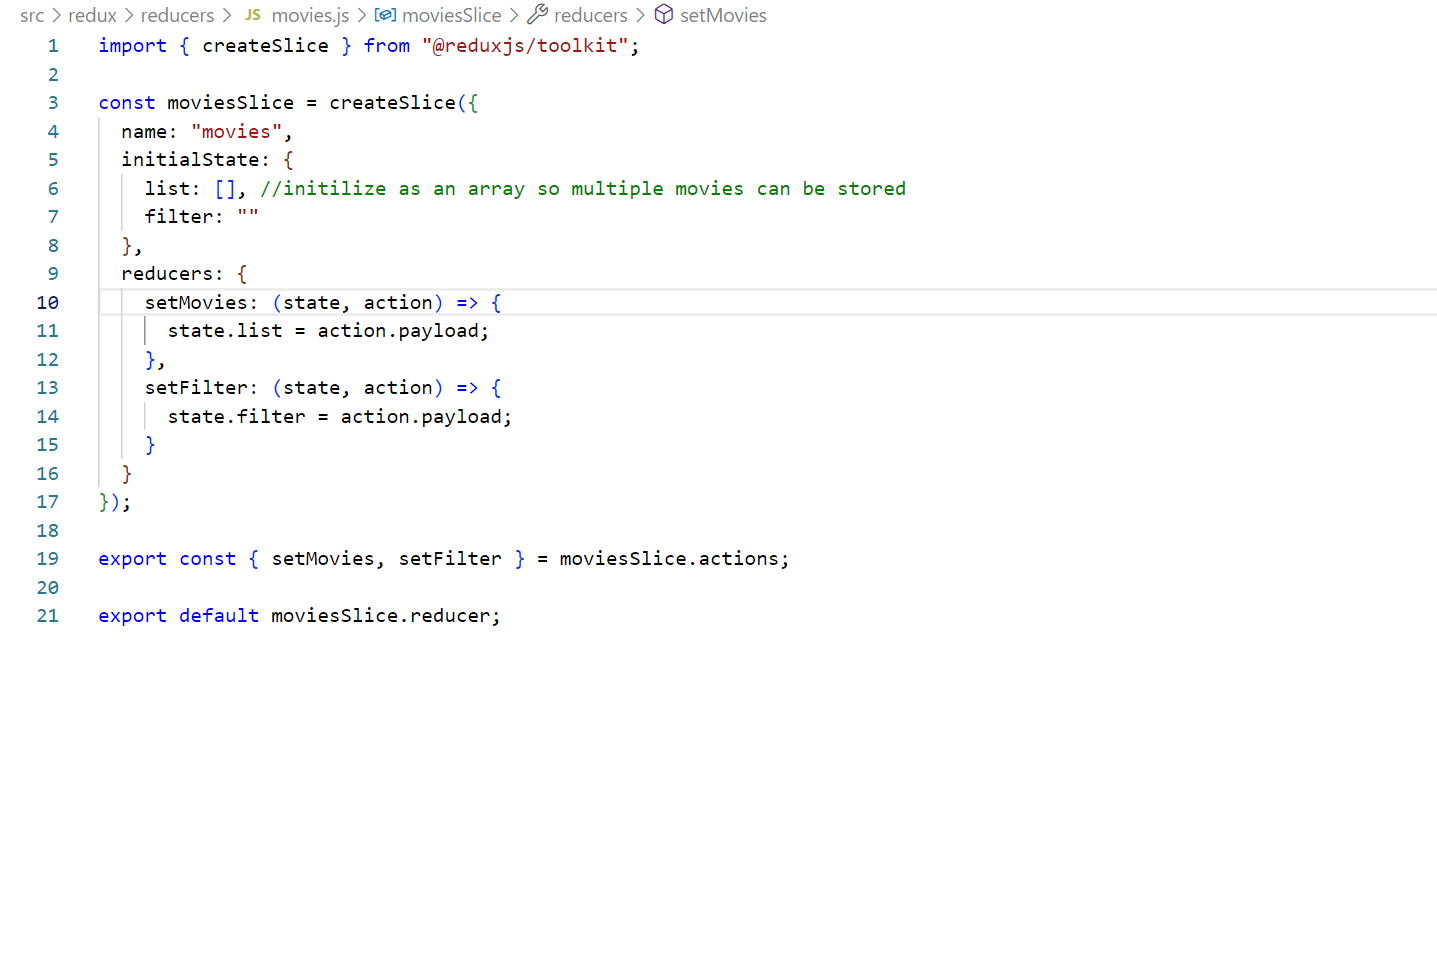 src > redux > reducers > JS movies.js > moviesSlice > reducers > setMovies
1 import { createSlice } from "@reduxjs/toolkit";
2
3 const moviesSlice = createSlice({
4   name: "movies",
5   initialState: {
6     list: [], //initilize as an array so multiple movies can be stored
7     filter: ""
8   },
9   reducers: {
10     setMovies: (state, action) => {
11       state.list = action.payload;
12     },
13     setFilter: (state, action) => {
14       state.filter = action.payload;
15     }
16   }
17 });
18
19 export const { setMovies, setFilter } = moviesSlice.actions;
20
21 export default moviesSlice.reducer;